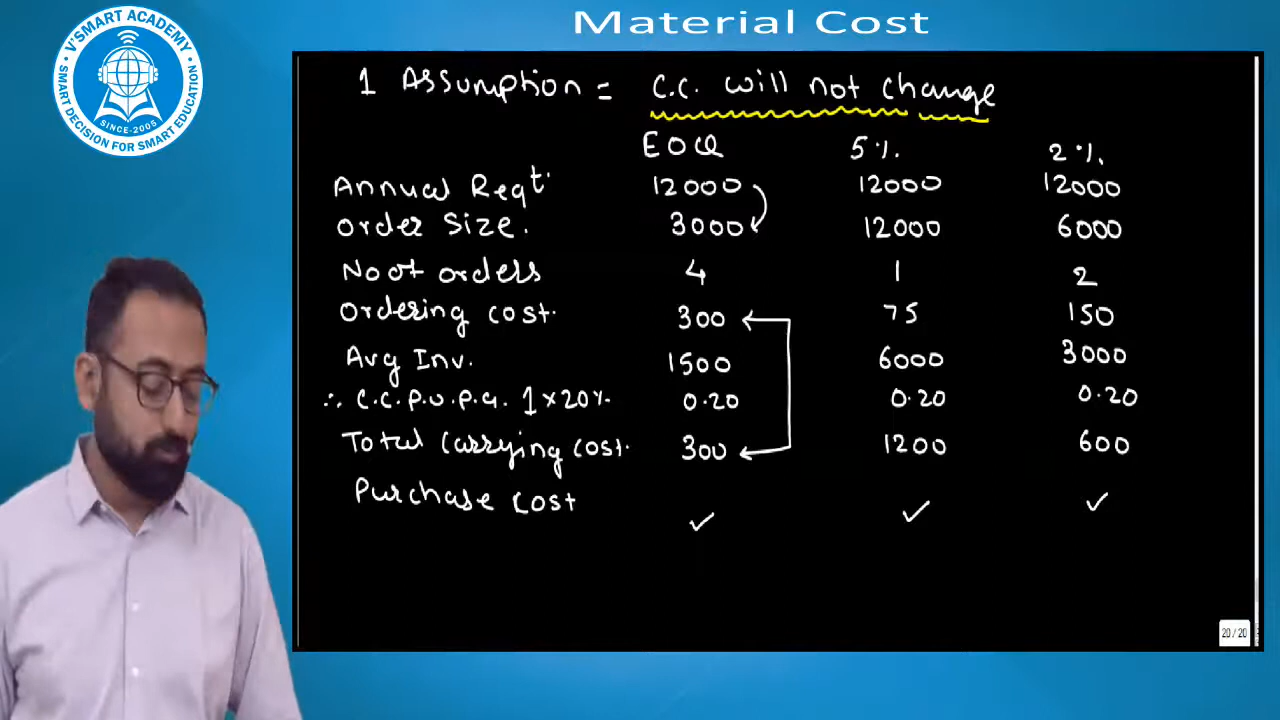 Material Cost
V'SMART ACADEMY
SINCE-2005
SMART DECISION FOR SMART EDUCATION
1 Assumption = C.C. will not change
EOQ 5%. 2%.
Annual Reqt. 12000 12000 12000
Order Size. 3000 12000 6000
No of orders 4 1 2
Ordering cost. 300 75 150
Avg Inv. 1500 6000 3000
∴ C.C.P.U.P.A. 1×20%. 0.20 0.20 0.20
Total Carrying cost. 300 1200 600
Purchase Cost ✓ ✓ ✓
20/20